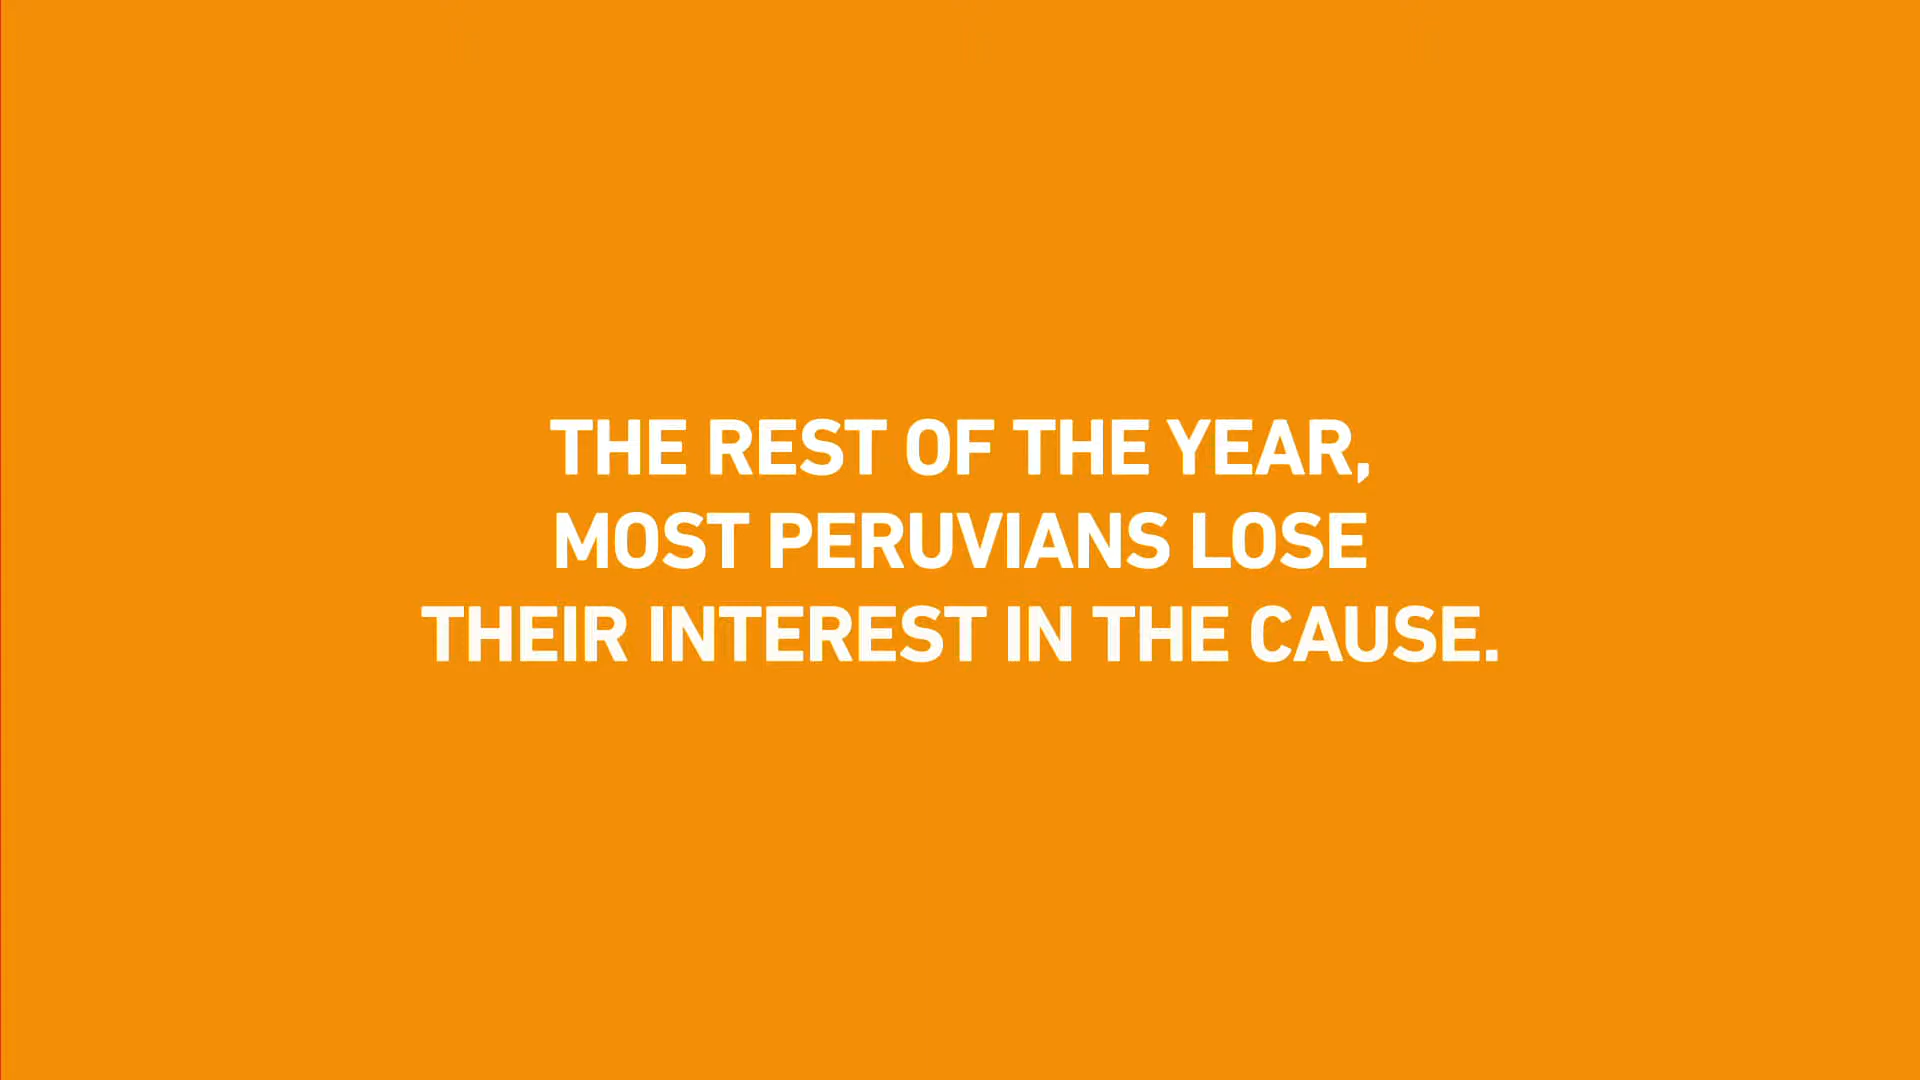 THE REST OF THE YEAR,
MOST PERUVIANS LOSE
THEIR INTEREST IN THE CAUSE.